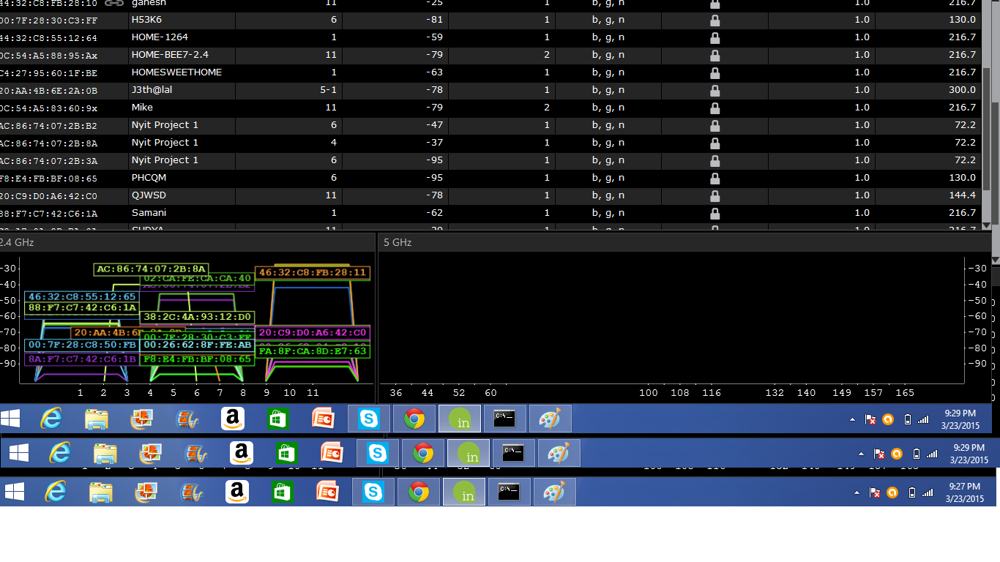 44:32:C8:FB:28:10 ganesh 11 -25 1 b, g, n 1.0 216.7
00:7F:28:30:C3:FF H53K6 6 -81 1 b, g, n 1.0 130.0
44:32:C8:55:12:64 HOME-1264 1 -59 1 b, g, n 1.0 216.7
0C:54:A5:88:95:Ax HOME-BEE7-2.4 11 -79 2 b, g, n 1.0 216.7
C4:27:95:60:1F:BE HOMESWEETHOME 1 -63 1 b, g, n 1.0 216.7
20:AA:4B:6E:2A:0B J3th@lal 5-1 -78 1 b, g, n 1.0 300.0
0C:54:A5:83:60:9x Mike 11 -79 2 b, g, n 1.0 216.7
AC:86:74:07:2B:B2 Nyit Project 1 6 -47 1 b, g, n 1.0 72.2
AC:86:74:07:2B:8A Nyit Project 1 4 -37 1 b, g, n 1.0 72.2
AC:86:74:07:2B:3A Nyit Project 1 6 -95 1 b, g, n 1.0 72.2
F8:E4:FB:BF:08:65 PHCQM 6 -95 1 b, g, n 1.0 130.0
20:C9:D0:A6:42:C0 QJWSD 11 -78 1 b, g, n 1.0 144.4
88:F7:C7:42:C6:1A Samani 1 -62 1 b, g, n 1.0 216.7
2.4 GHz 5 GHz
-30 AC:86:74:07:2B:8A 46:32:C8:FB:28:11 -30
02:CA:FE:CA:CA:40
-40 -40
46:32:C8:55:12:65
-50 88:F7:C7:42:C6:1A -50
-60 38:2C:4A:93:12:D0 -60
-70 20:AA:4B:6E 20:C9:D0:A6:42:C0 -70
00:7F:28:30:C3:FF
-80 00:7F:28:C8:50:FB 00:26:62:8F:FE:AB FA:8F:CA:8D:E7:63 -80
-90 8A:F7:C7:42:C6:1B F8:E4:FB:BF:08:65 -90
1 2 3 4 5 6 7 8 9 10 11 36 44 52 60 100 108 116 132 140 149 157 165
in C:\_ 9:29 PM
3/23/2015
in C:\_ 9:29 PM
3/23/2015
in C:\_ 9:27 PM
3/23/2015